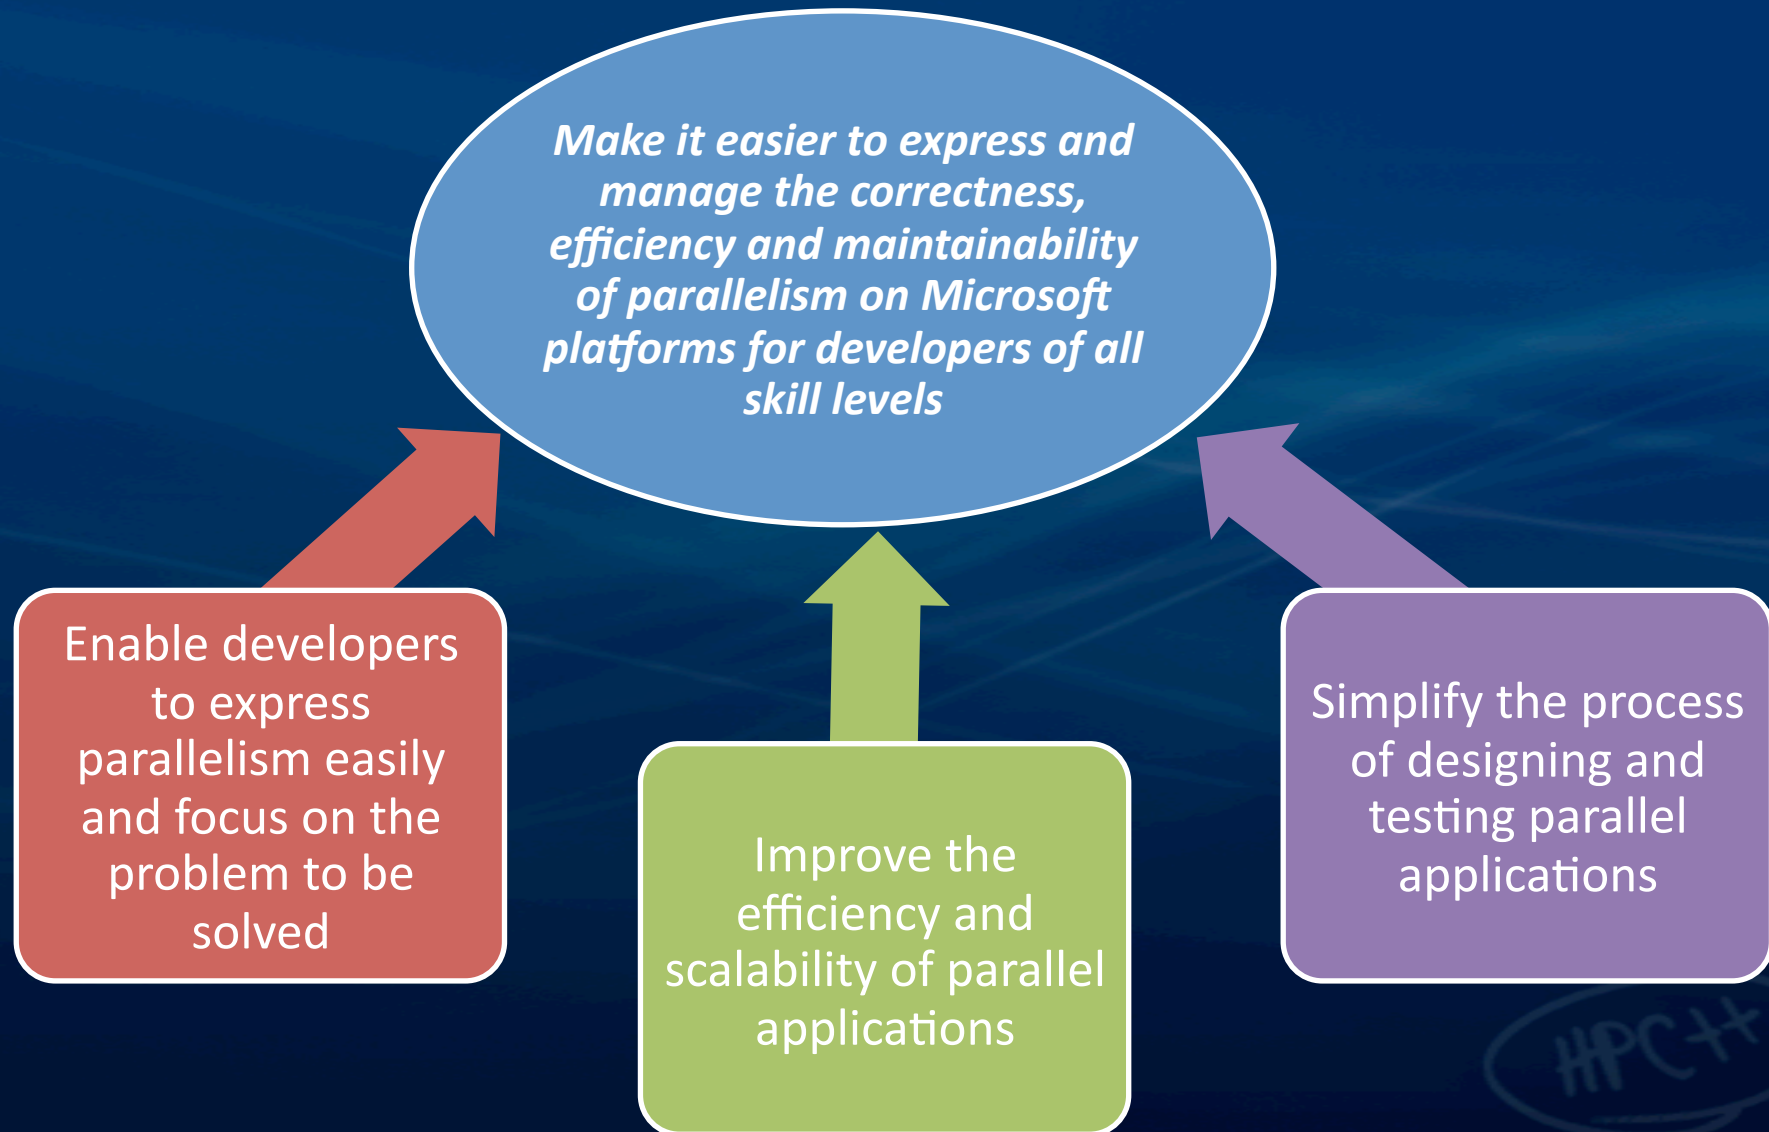 Make it easier to express and
manage the correctness,
efficiency and maintainability
of parallelism on Microsoft
platforms for developers of all
skill levels
Enable developers
to express
parallelism easily
and focus on the
problem to be
solved
Improve the
efficiency and
scalability of parallel
applications
Simplify the process
of designing and
testing parallel
applications
HPC++